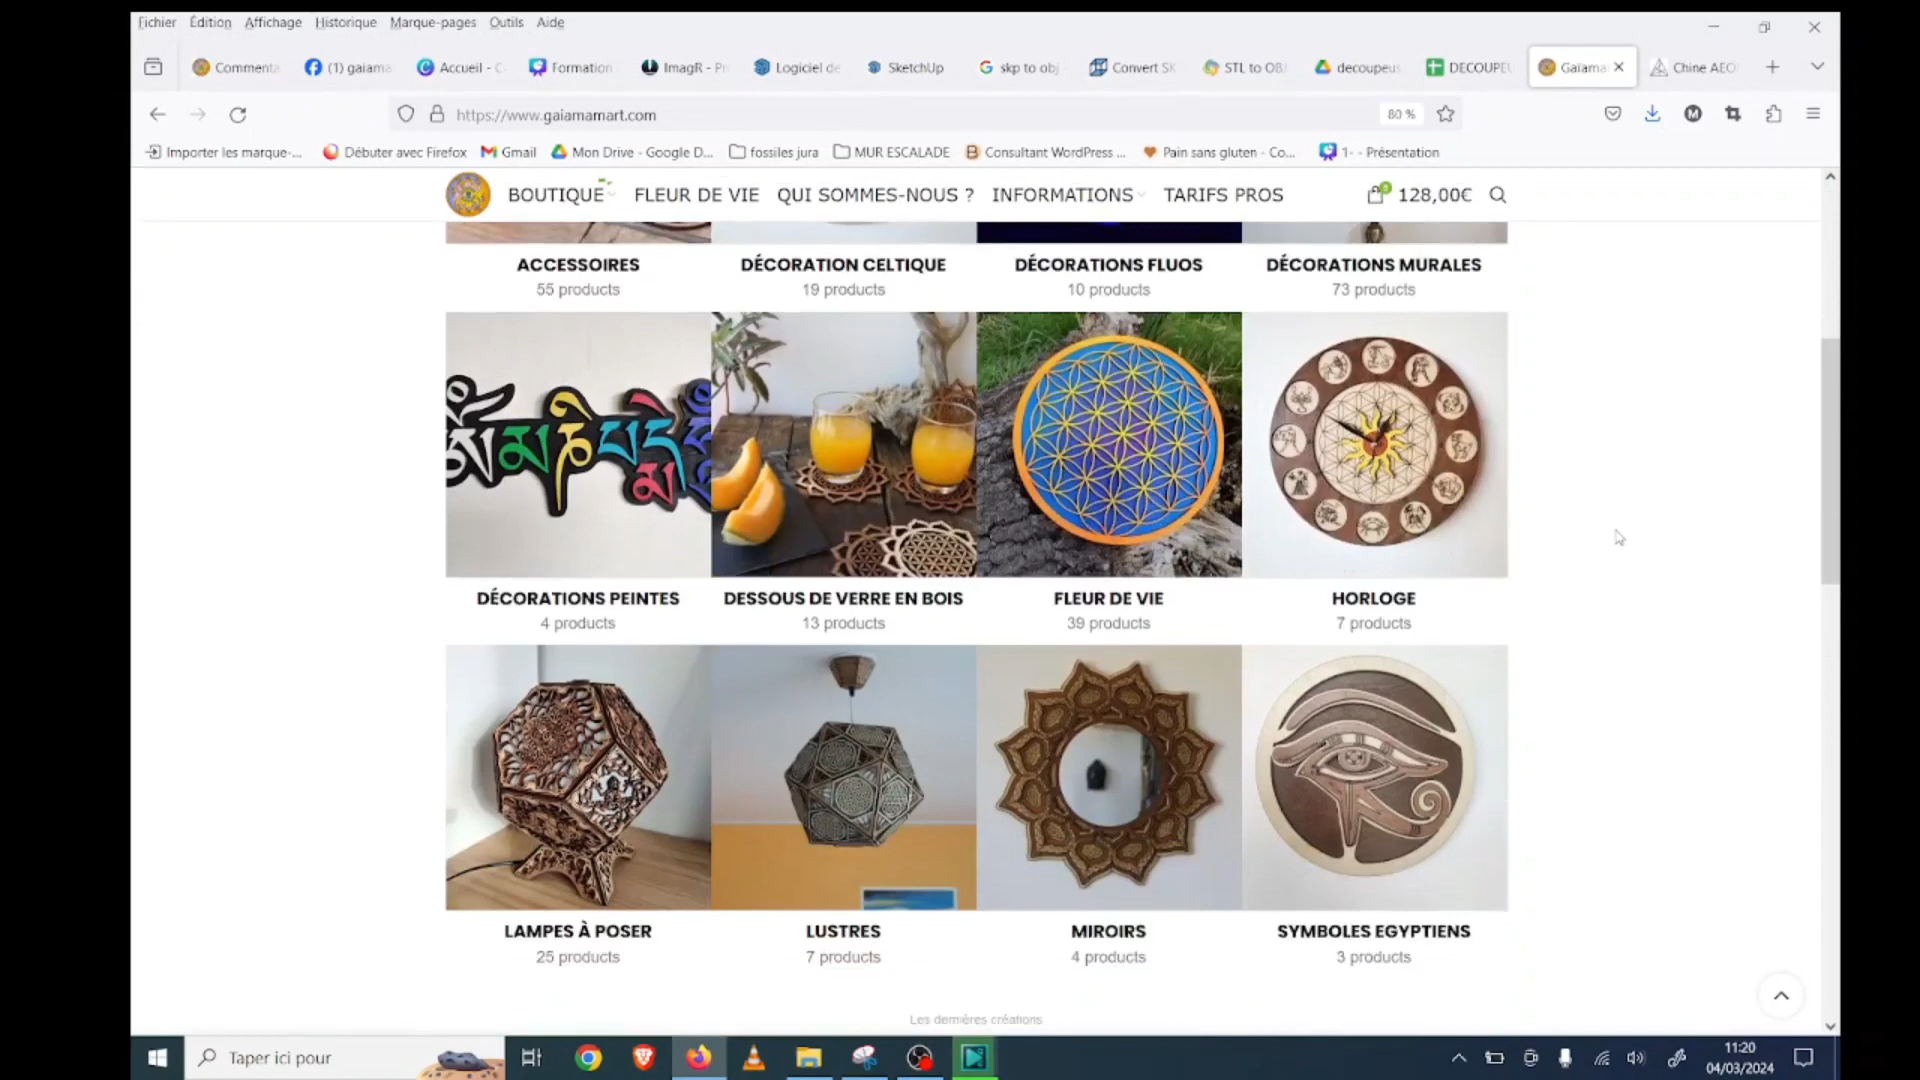 Fichier Édition Affichage Historique Marque-pages Outils Aide
Commenta (1) gaiama Accueil - C Formation ImagR - Pr Logiciel de SketchUp skp to obj Convert SK STL to OBJ decoupeus DECOUPEU Gaiama Chine AEO
https://www.gaiamamart.com 80 %
Importer les marque-... Débuter avec Firefox Gmail Mon Drive - Google D... fossiles jura MUR ESCALADE Consultant WordPress ... Pain sans gluten - Co... 1- - Présentation
BOUTIQUE FLEUR DE VIE QUI SOMMES-NOUS ? INFORMATIONS TARIFS PROS 128,00€
ACCESSOIRES DÉCORATION CELTIQUE DÉCORATIONS FLUOS DÉCORATIONS MURALES
55 products 19 products 10 products 73 products
DÉCORATIONS PEINTES DESSOUS DE VERRE EN BOIS FLEUR DE VIE HORLOGE
4 products 13 products 39 products 7 products
LAMPES À POSER LUSTRES MIROIRS SYMBOLES EGYPTIENS
25 products 7 products 4 products 3 products
Les dernières créations
Taper ici pour
11:20
04/03/2024